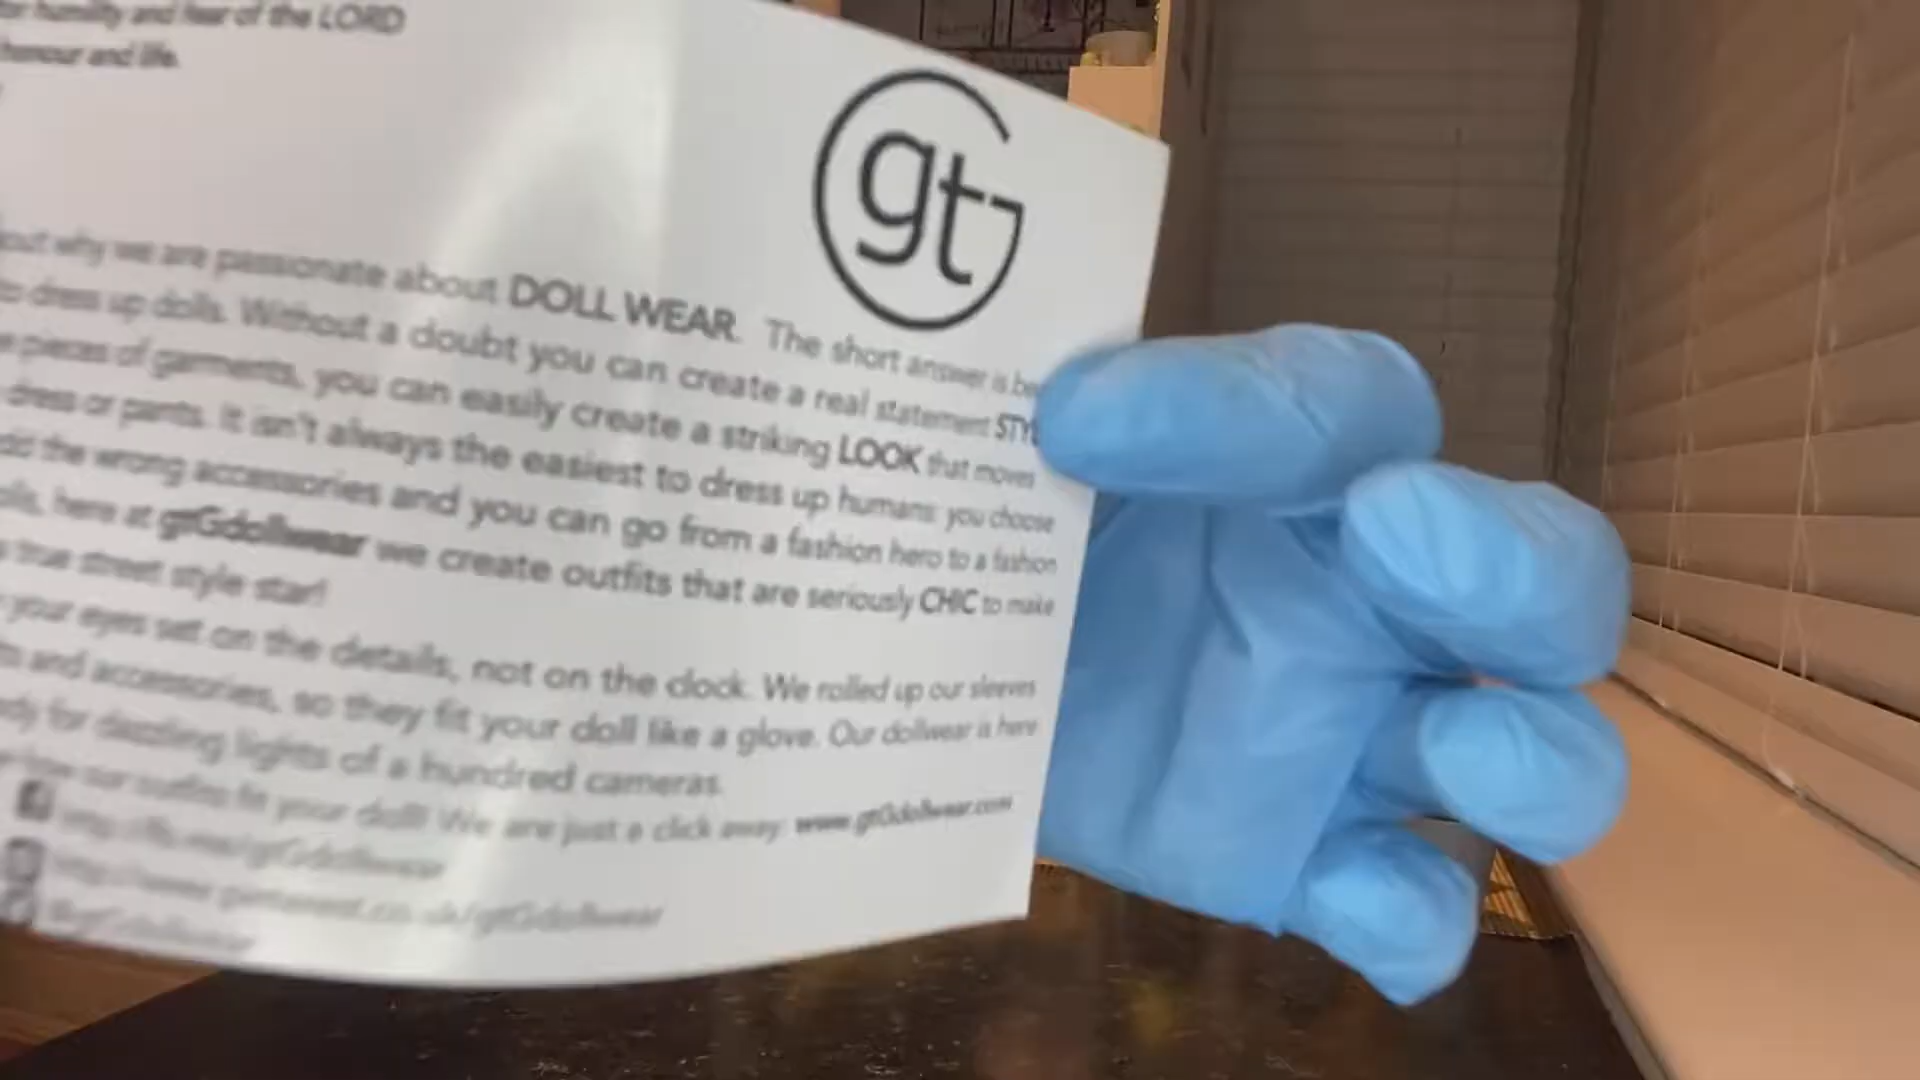 humility and fear of the LORD
honour and life.
gt
why we are passionate about DOLL WEAR. The short answer is
to dress up dolls. Without a doubt you can create a real statement
pieces of garments, you can easily create a striking LOOK that moves
dress or pants. It isn't always the easiest to dress up humans: you choose
the wrong accessories and you can go from a fashion hero to a fashion
here at gtGdollwear we create outfits that are seriously CHIC to make
true street style star!
your eyes set on the details, not on the clock. We rolled up our sleeves
and accessories, so they fit your doll like a glove. Our dollwear is here
for dazzling lights of a hundred cameras.
our outfits fit your doll! We are just a click away: www.gtGdollwear.com